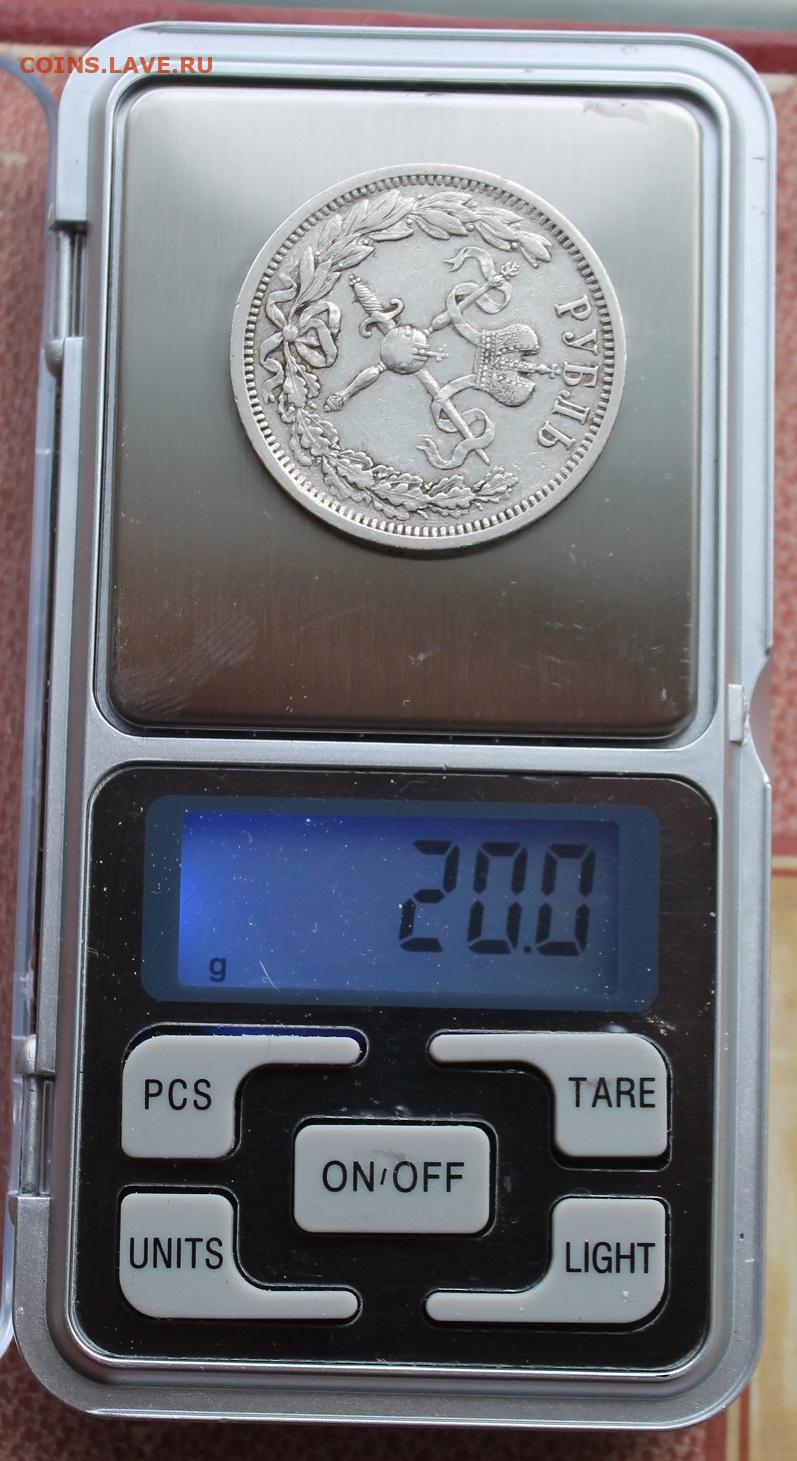 COINS.LAVE.RU
РУБЛЬ
20.0
g
PCS
TARE
ON/OFF
UNITS
LIGHT